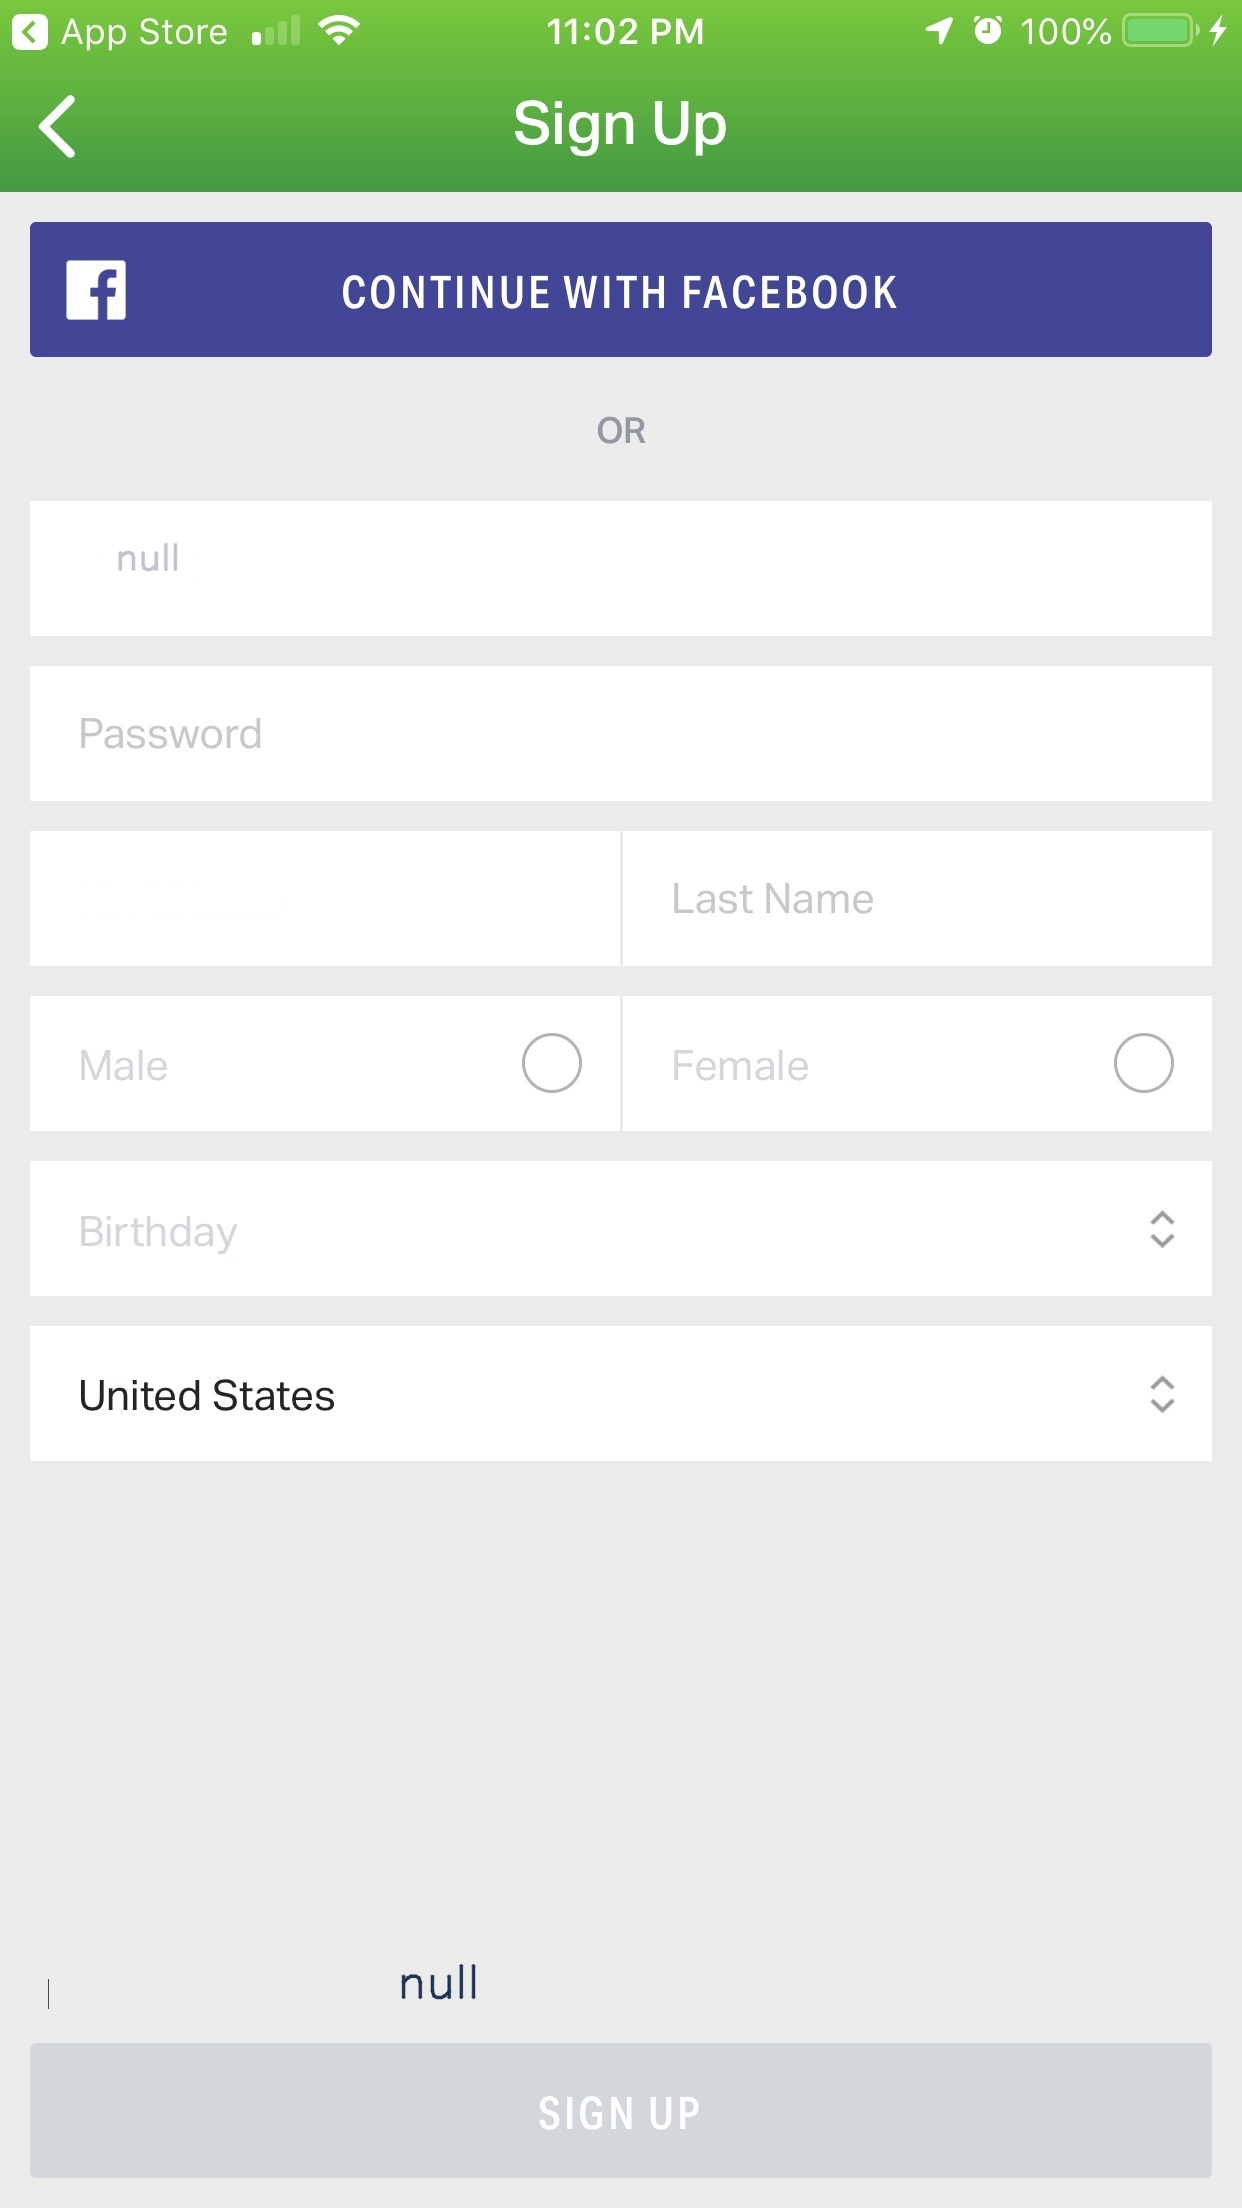 App Store 11:02 PM 100%
Sign Up
CONTINUE WITH FACEBOOK
OR
null
Password
Last Name
Male Female
Birthday
United States
null
SIGN UP